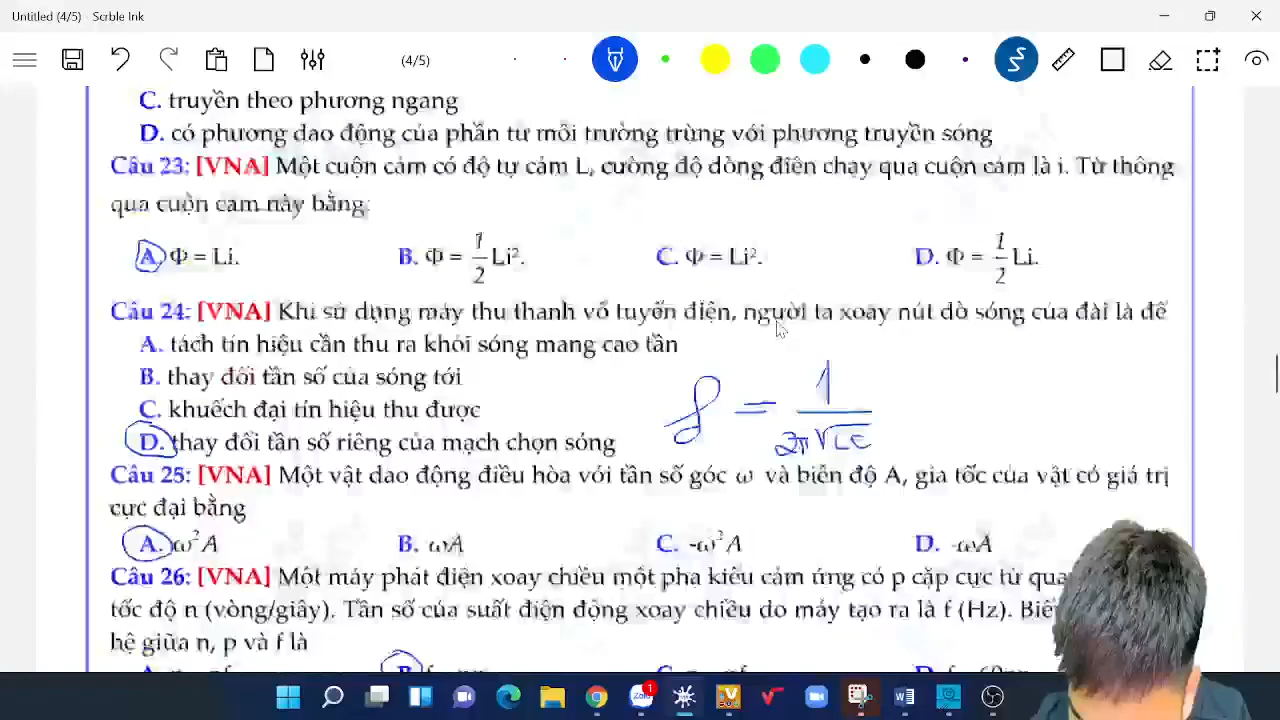 Untitled (4/5) - Scrble Ink
(4/5)
C. truyền theo phương ngang
D. có phương dao động của phần tử môi trường trùng với phương truyền sóng
Câu 23: [VNA] Một cuộn cảm có độ tự cảm L, cường độ dòng điện chạy qua cuộn cảm là i. Từ thông
qua cuộn cảm này bằng
A. Φ = Li. B. Φ = 1/2 Li². C. Φ = Li². D. Φ = 1/2 Li.
Câu 24: [VNA] Khi sử dụng máy thu thanh vô tuyến điện, người ta xoay nút dò sóng của đài là để
A. tách tín hiệu cần thu ra khỏi sóng mang cao tần
B. thay đổi tần số của sóng tới
C. khuếch đại tín hiệu thu được
f = 1/2π√LC
D. thay đổi tần số riêng của mạch chọn sóng
Câu 25: [VNA] Một vật dao động điều hòa với tần số góc ω và biên độ A, gia tốc của vật có giá trị
cực đại bằng
A. ω²A B. ωA C. -ω²A D. -ωA
Câu 26: [VNA] Một máy phát điện xoay chiều một pha kiểu cảm ứng có p cặp cực từ
tốc độ n (vòng/giây). Tần số của suất điện động xoay chiều do máy tạo ra là f (Hz).
hệ giữa n, p và f là
Zalo 1